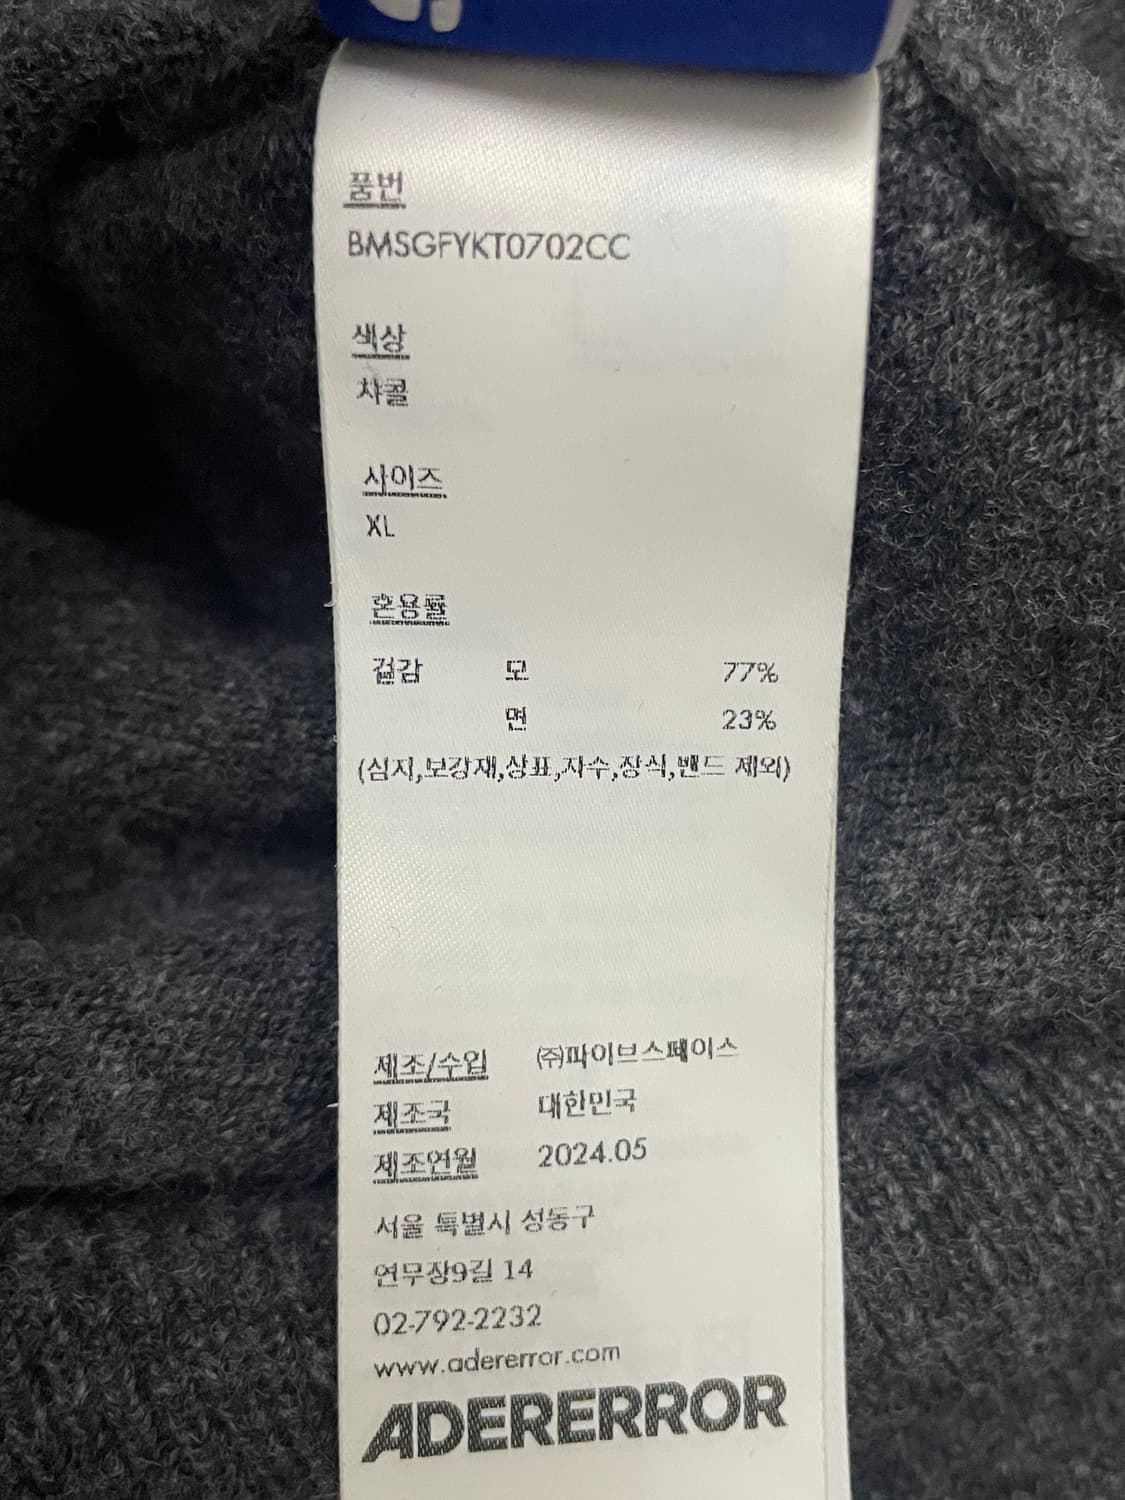 품번
BMSGFYKT0702CC
색상
챠콜
사이즈
XL
혼용률
겉감 모 77%
면 23%
(심지,보강재,상표,자수,장식,밴드 제외)
제조/수입 ㈜파이브스페이스
제조국 대한민국
제조연월 2024.05
서울 특별시 성동구
연무장9길 14
02-792-2232
www.adererror.com
ADERERROR